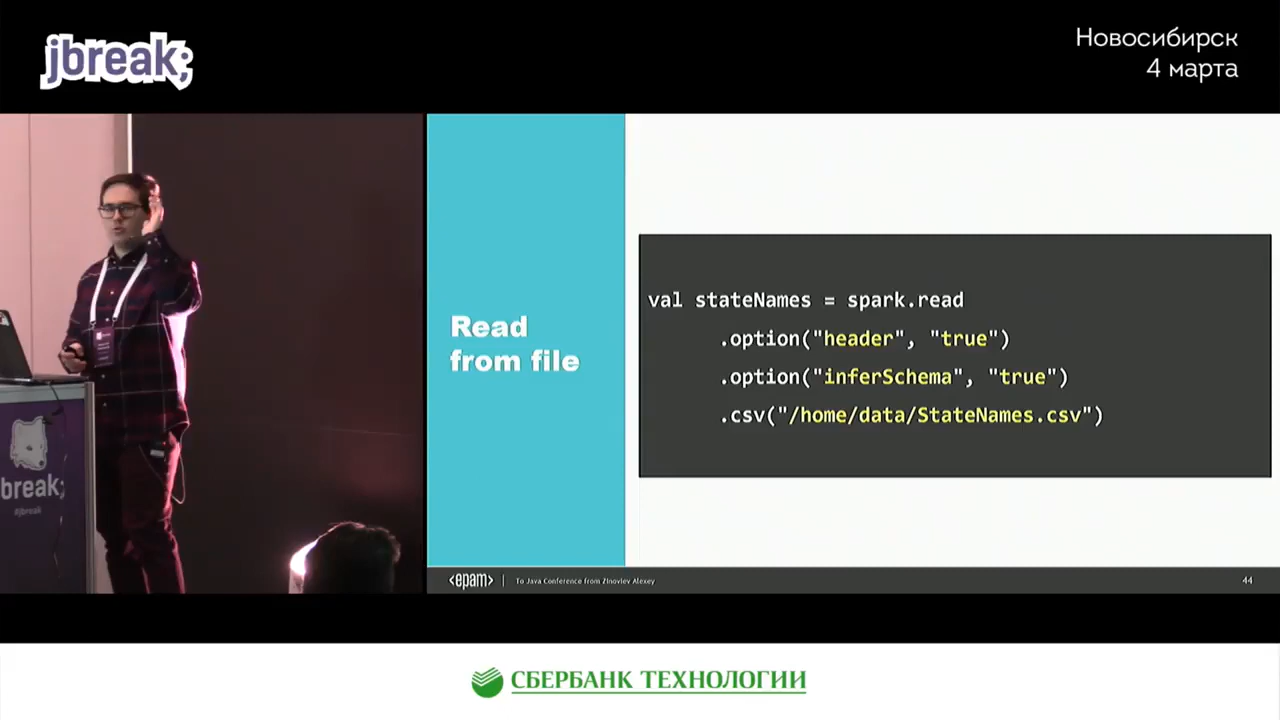 jbreak;
Новосибирск
4 марта
Read
from file
val stateNames = spark.read
.option("header", "true")
.option("inferSchema", "true")
.csv("/home/data/StateNames.csv")
break;
#jbreak
<epam> | To Java Conference from Zinoviev Alexey
44
СБЕРБАНК ТЕХНОЛОГИИ